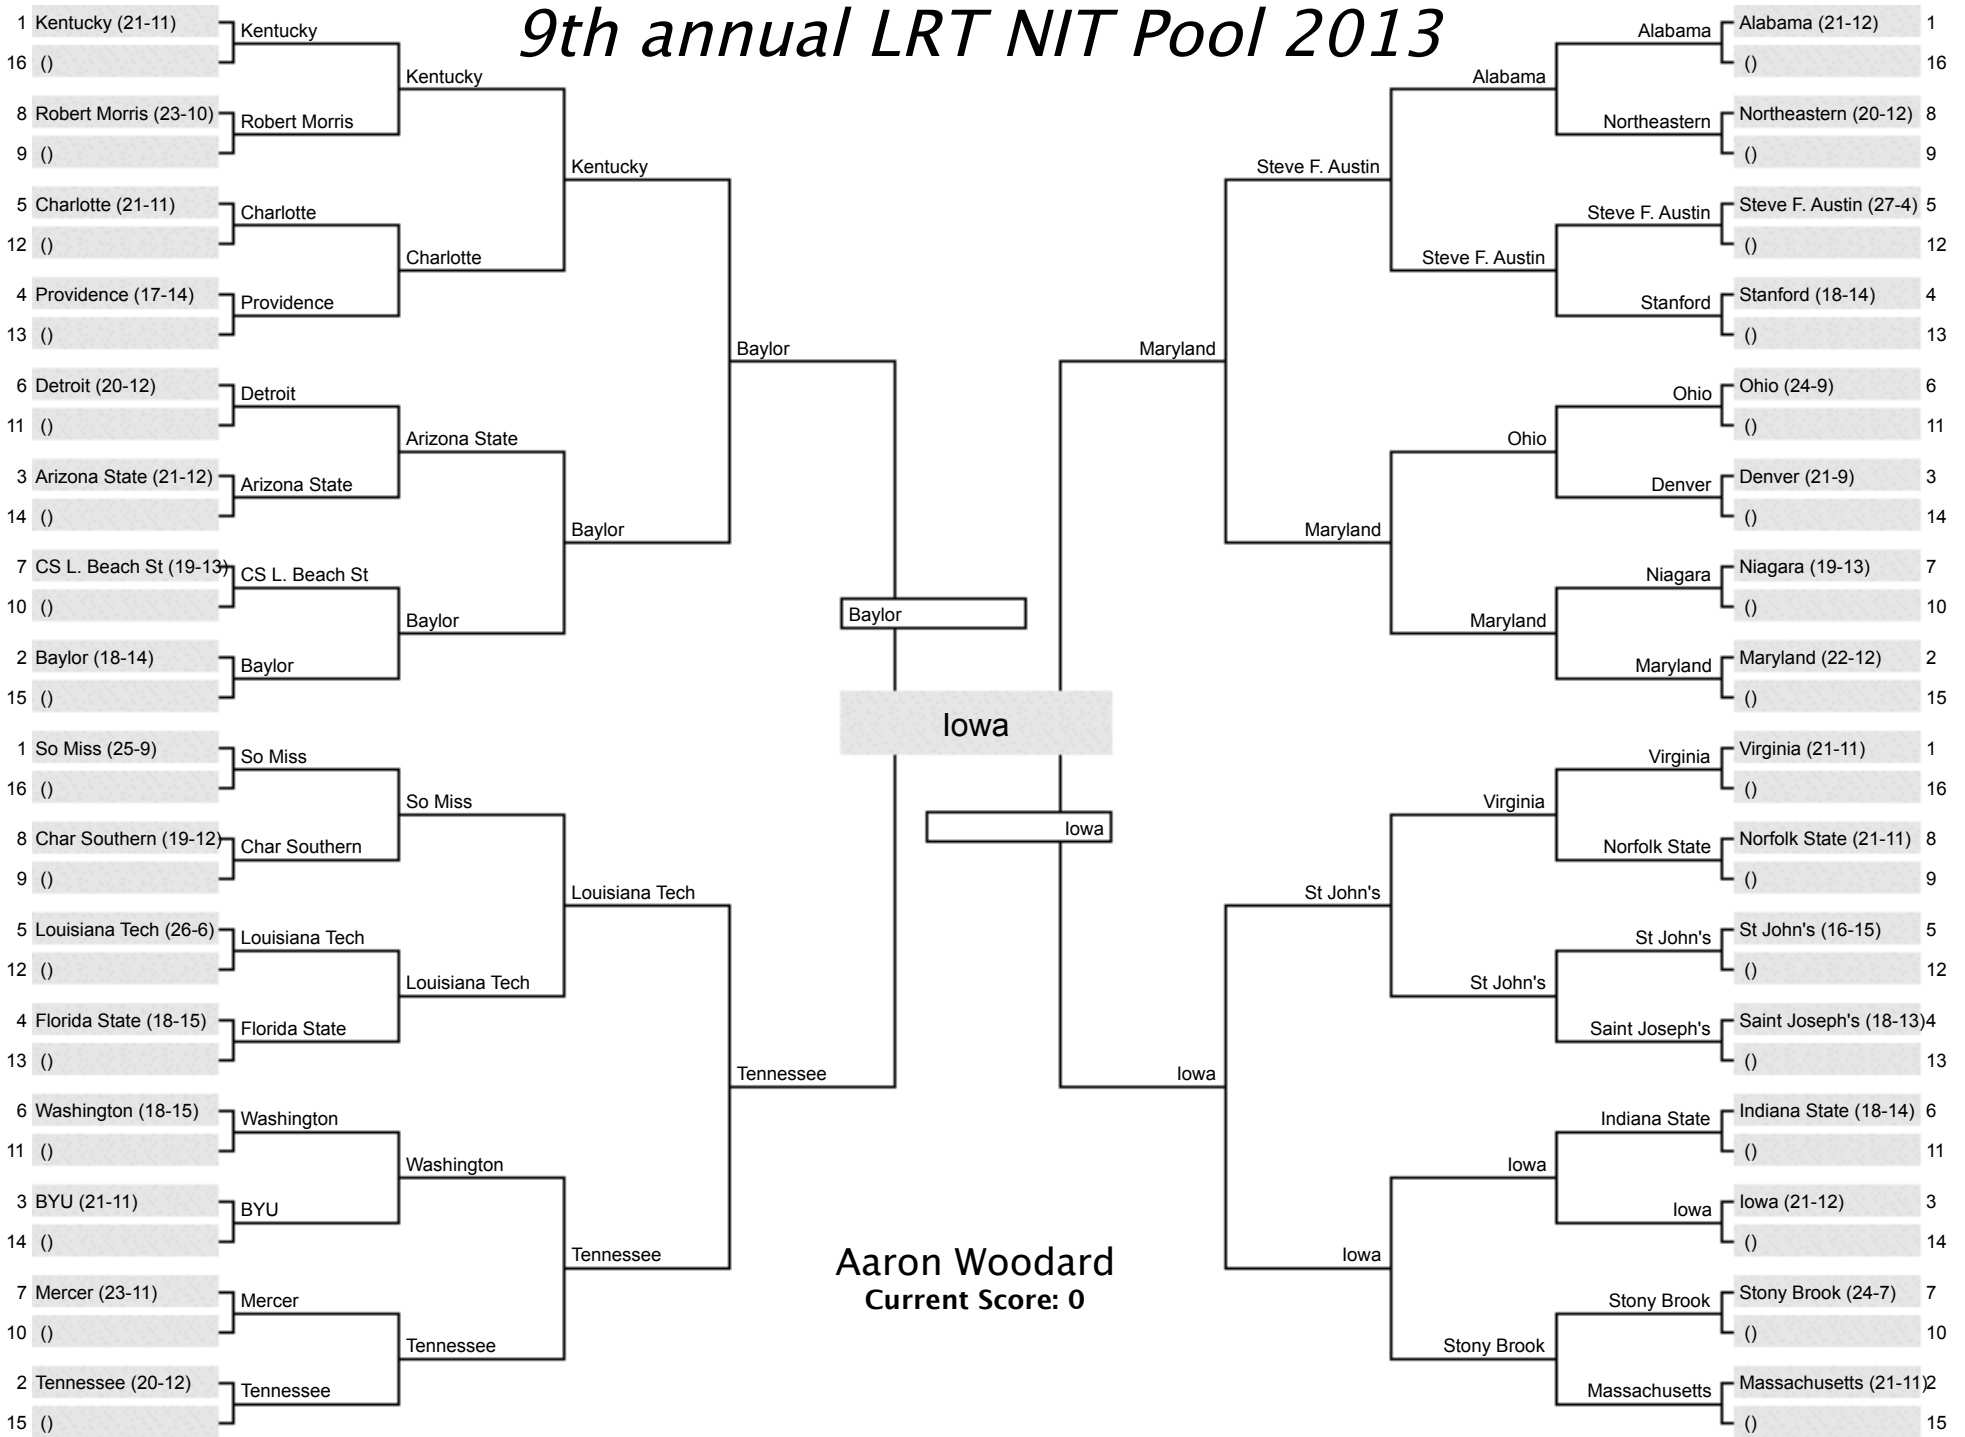 9th annual LRT NIT Pool 2013
1 Kentucky (21-11)
16 ()
8 Robert Morris (23-10)
9 ()
5 Charlotte (21-11)
12 ()
4 Providence (17-14)
13 ()
6 Detroit (20-12)
11 ()
3 Arizona State (21-12)
14 ()
7 CS L. Beach St (19-13)
10 ()
2 Baylor (18-14)
15 ()
1 So Miss (25-9)
16 ()
8 Char Southern (19-12)
9 ()
5 Louisiana Tech (26-6)
12 ()
4 Florida State (18-15)
13 ()
6 Washington (18-15)
11 ()
3 BYU (21-11)
14 ()
7 Mercer (23-11)
10 ()
2 Tennessee (20-12)
15 ()
Kentucky
Robert Morris
Charlotte
Providence
Detroit
Arizona State
CS L. Beach St
Baylor
So Miss
Char Southern
Louisiana Tech
Florida State
Washington
BYU
Mercer
Tennessee
Kentucky
Charlotte
Arizona State
Baylor
So Miss
Louisiana Tech
Washington
Tennessee
Kentucky
Baylor
Louisiana Tech
Tennessee
Baylor
Tennessee
Baylor
Iowa
Iowa
Aaron Woodard
Current Score: 0
Maryland
Iowa
Steve F. Austin
Maryland
St John's
Iowa
Alabama
Steve F. Austin
Ohio
Maryland
Virginia
St John's
Iowa
Stony Brook
Alabama
Northeastern
Steve F. Austin
Stanford
Ohio
Denver
Niagara
Maryland
Virginia
Norfolk State
St John's
Saint Joseph's
Indiana State
Iowa
Stony Brook
Massachusetts
Alabama (21-12) 1
() 16
Northeastern (20-12) 8
() 9
Steve F. Austin (27-4) 5
() 12
Stanford (18-14) 4
() 13
Ohio (24-9) 6
() 11
Denver (21-9) 3
() 14
Niagara (19-13) 7
() 10
Maryland (22-12) 2
() 15
Virginia (21-11) 1
() 16
Norfolk State (21-11) 8
() 9
St John's (16-15) 5
() 12
Saint Joseph's (18-13) 4
() 13
Indiana State (18-14) 6
() 11
Iowa (21-12) 3
() 14
Stony Brook (24-7) 7
() 10
Massachusetts (21-11) 2
() 15